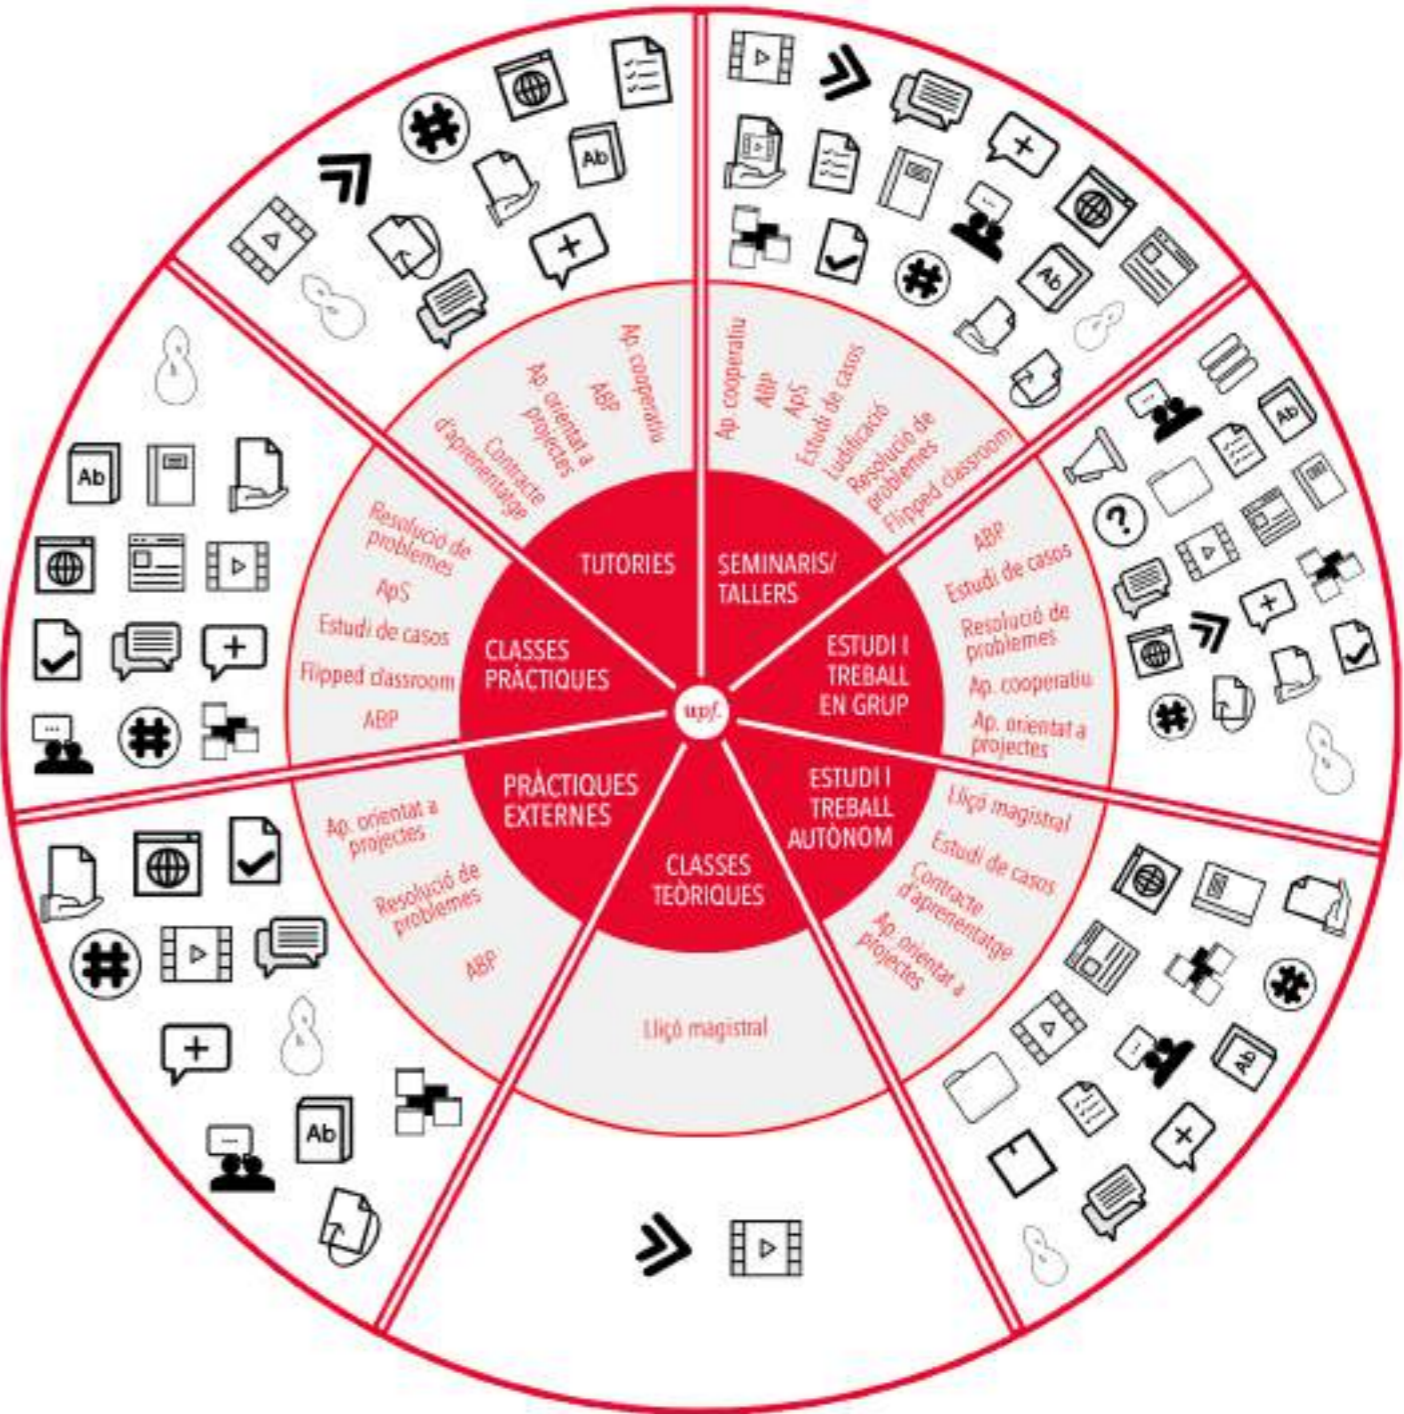 TUTORIES
Ap. cooperatiu
ABP
Ap. orientat a
projectes
Contracte
d'aprenentatge
Ab
SEMINARIS/
TALLERS
Ap. cooperatiu
ABP
ApS
Estudi de casos
Ludificació
Resolució de
problemes
Flipped classroom
Ab
ESTUDI I
TREBALL
EN GRUP
ABP
Estudi de casos
Resolució de
problemes
Ap. cooperatiu
Ap. orientat a
projectes
Ab
?
ESTUDI I
TREBALL
AUTÒNOM
Lliçó magistral
Estudi de casos
Contracte
d'aprenentatge
Ap. orientat a
projectes
Ab
CLASSES
TEÒRIQUES
Lliçó magistral
PRÀCTIQUES
EXTERNES
Ap. orientat a
projectes
Resolució de
problemes
ABP
Ab
CLASSES
PRÀCTIQUES
Resolució de
problemes
ApS
Estudi de casos
Flipped classroom
ABP
Ab
upf.